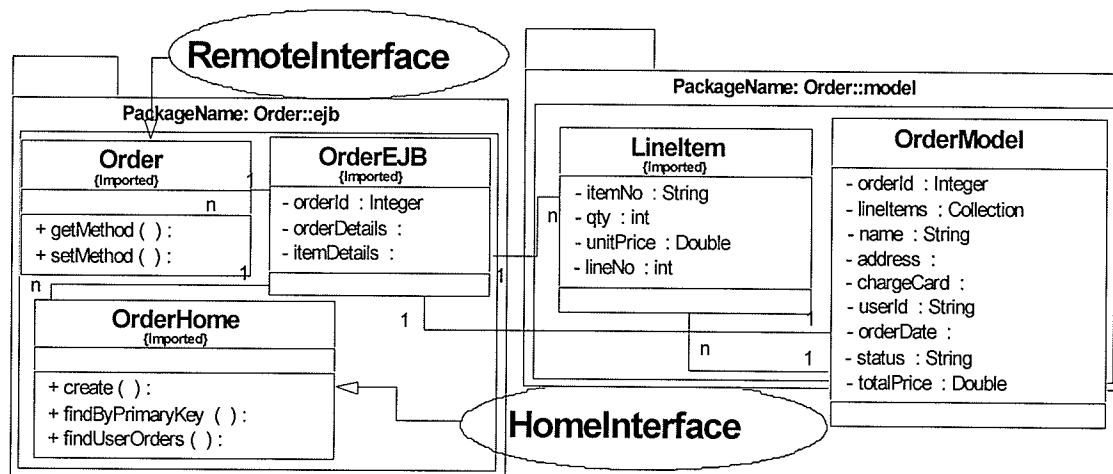 RemoteInterface
PackageName: Order::ejb
Order
{Imported}
+ getMethod ( ) :
+ setMethod ( ) :
1
n
OrderEJB
{Imported}
- orderId : Integer
- orderDetails :
- itemDetails :
1
n
OrderHome
{Imported}
+ create ( ) :
+ findByPrimaryKey ( ) :
+ findUserOrders ( ) :
HomeInterface
PackageName: Order::model
LineItem
{Imported}
- itemNo : String
- qty : int
- unitPrice : Double
- lineNo : int
n
1
1
1
n
1
OrderModel
- orderId : Integer
- lineItems : Collection
- name : String
- address :
- chargeCard :
- userId : String
- orderDate :
- status : String
- totalPrice : Double